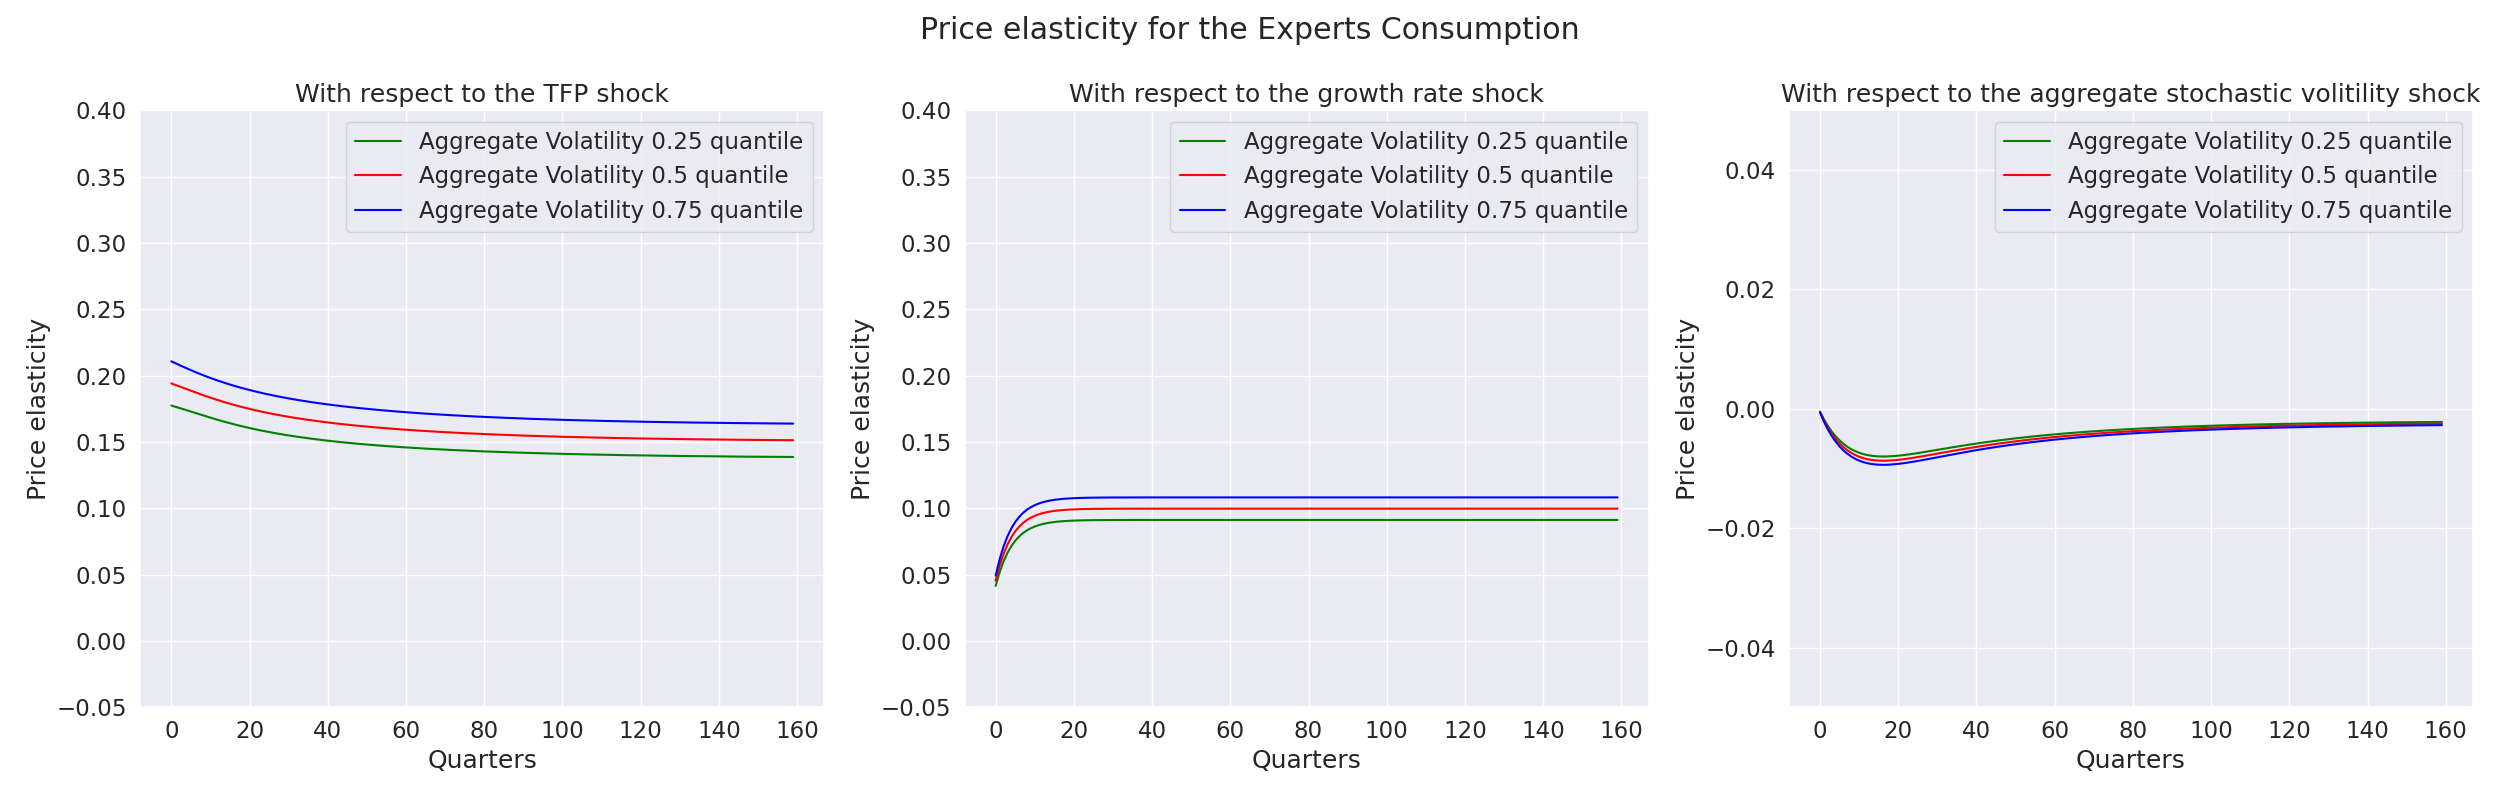 Price elasticity for the Experts Consumption
With respect to the TFP shock
0.40
0.35
0.30
0.25
0.20
0.15
0.10
0.05
0.00
−0.05
Price elasticity
Aggregate Volatility 0.25 quantile
Aggregate Volatility 0.5 quantile
Aggregate Volatility 0.75 quantile
0 20 40 60 80 100 120 140 160
Quarters
With respect to the growth rate shock
0.40
0.35
0.30
0.25
0.20
0.15
0.10
0.05
0.00
−0.05
Price elasticity
Aggregate Volatility 0.25 quantile
Aggregate Volatility 0.5 quantile
Aggregate Volatility 0.75 quantile
0 20 40 60 80 100 120 140 160
Quarters
With respect to the aggregate stochastic volitility shock
0.04
0.02
0.00
−0.02
−0.04
Price elasticity
Aggregate Volatility 0.25 quantile
Aggregate Volatility 0.5 quantile
Aggregate Volatility 0.75 quantile
0 20 40 60 80 100 120 140 160
Quarters